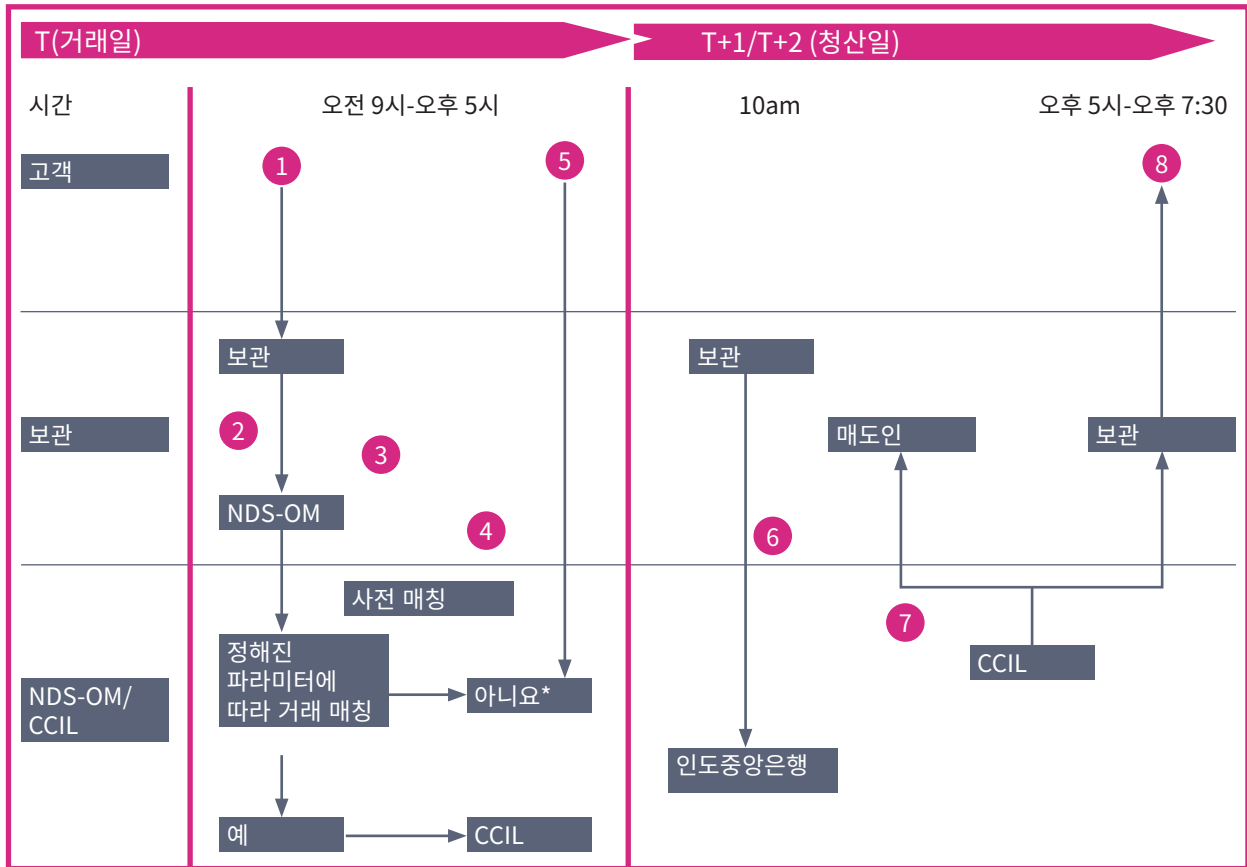 T(거래일)
T+1/T+2 (청산일)
시간
오전 9시-오후 5시
10am
오후 5시-오후 7:30
고객
1
5
8
보관
보관
보관
2
매도인
보관
3
NDS-OM
4
6
사전 매칭
7
정해진
파라미터에
따라 거래 매칭
NDS-OM/
CCIL
아니요*
CCIL
인도중앙은행
예
CCIL